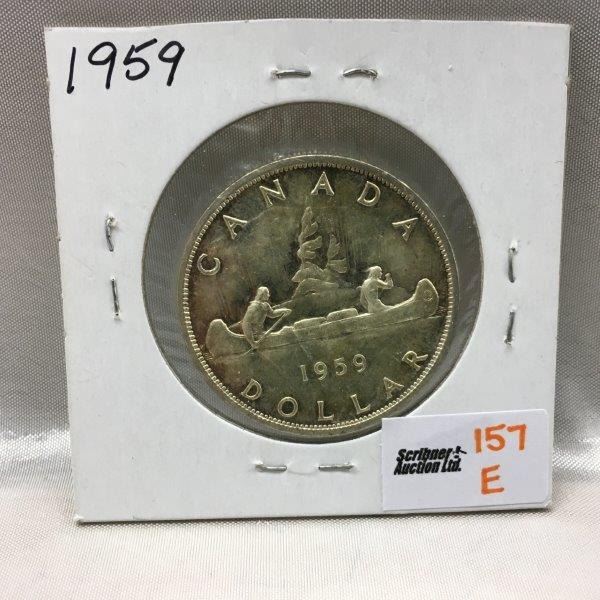 1959
CANADA
1959
DOLLAR
Scribner
Auction Ltd.
157
E